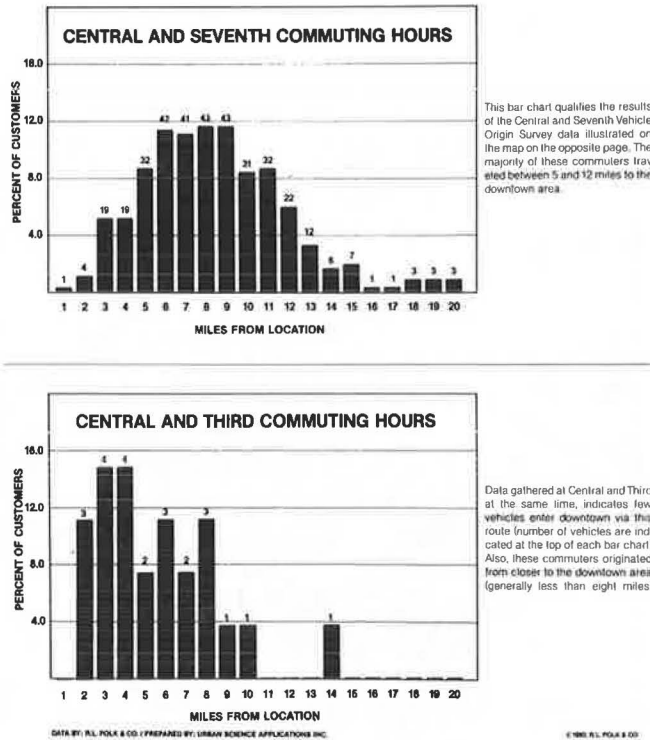 CENTRAL AND SEVENTH COMMUTING HOURS
PERCENT OF CUSTOMERS
16.0
12.0
8.0
4.0
1 4 19 19 32 42 41 43 43 31 32 22 12 6 7 1 1 3 3 3
1 2 3 4 5 6 7 8 9 10 11 12 13 14 15 16 17 18 19 20
MILES FROM LOCATION
This bar chart qualifies the results
of the Central and Seventh Vehicle
Origin Survey data illustrated on
the map on the opposite page. The
majority of these commuters trav
eled between 5 and 12 miles to the
downtown area.
CENTRAL AND THIRD COMMUTING HOURS
PERCENT OF CUSTOMERS
16.0
12.0
8.0
4.0
3 4 4 2 3 2 3 1 1 1
1 2 3 4 5 6 7 8 9 10 11 12 13 14 15 16 17 18 19 20
MILES FROM LOCATION
Data gathered at Central and Third
at the same time, indicates few
vehicles enter downtown via this
route (number of vehicles are ind
cated at the top of each bar chart
Also, these commuters originated
from closer to the downtown area
(generally less than eight miles
DATA BY: R.L. POLK & CO. / PREPARED BY: URBAN SCIENCE APPLICATIONS INC.
R.L. POLK & CO